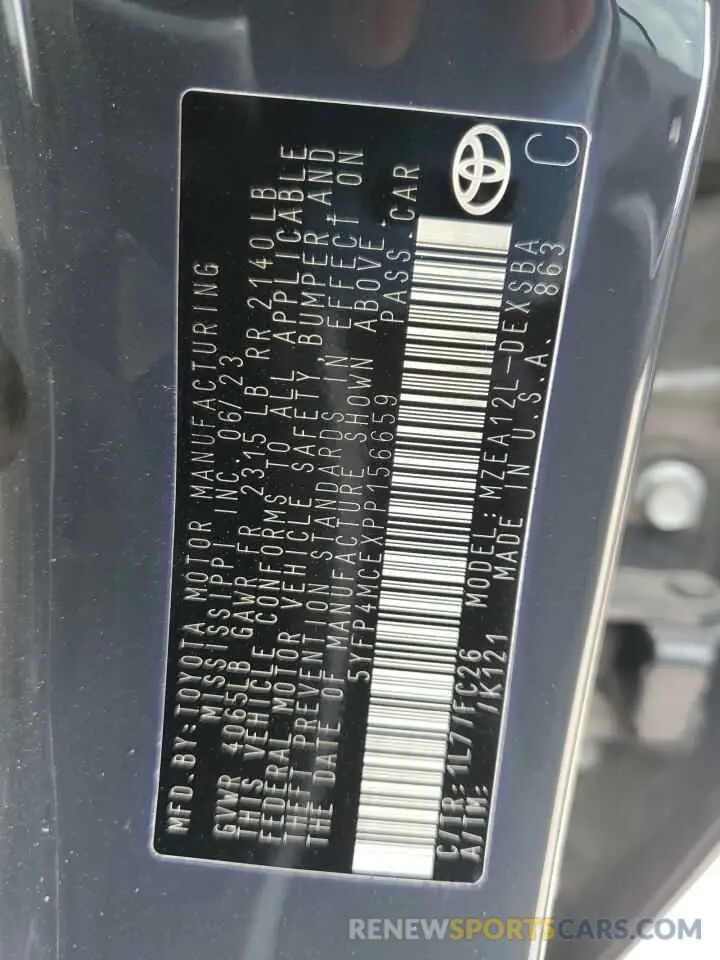 MFD. BY: TOYOTA MOTOR MANUFACTURING
MISSISSIPPI INC. 06/23
GVWR 4065LB GAWR FR 2315 LB RR 2140 LB
THIS VEHICLE CONFORMS TO ALL APPLICABLE
FEDERAL MOTOR VEHICLE SAFETY, BUMPER AND
THEFT PREVENTION STANDARDS IN EFFECT ON
THE DATE OF MANUFACTURE SHOWN ABOVE.
5YFP4MCEXPP156659 PASS. CAR
C/TR: 1L7/FC26 MODEL: MZEA12L-DEXSBA
A/TM: /K121 MADE IN U.S.A. 863
C
RENEWSPORTSCARS.COM